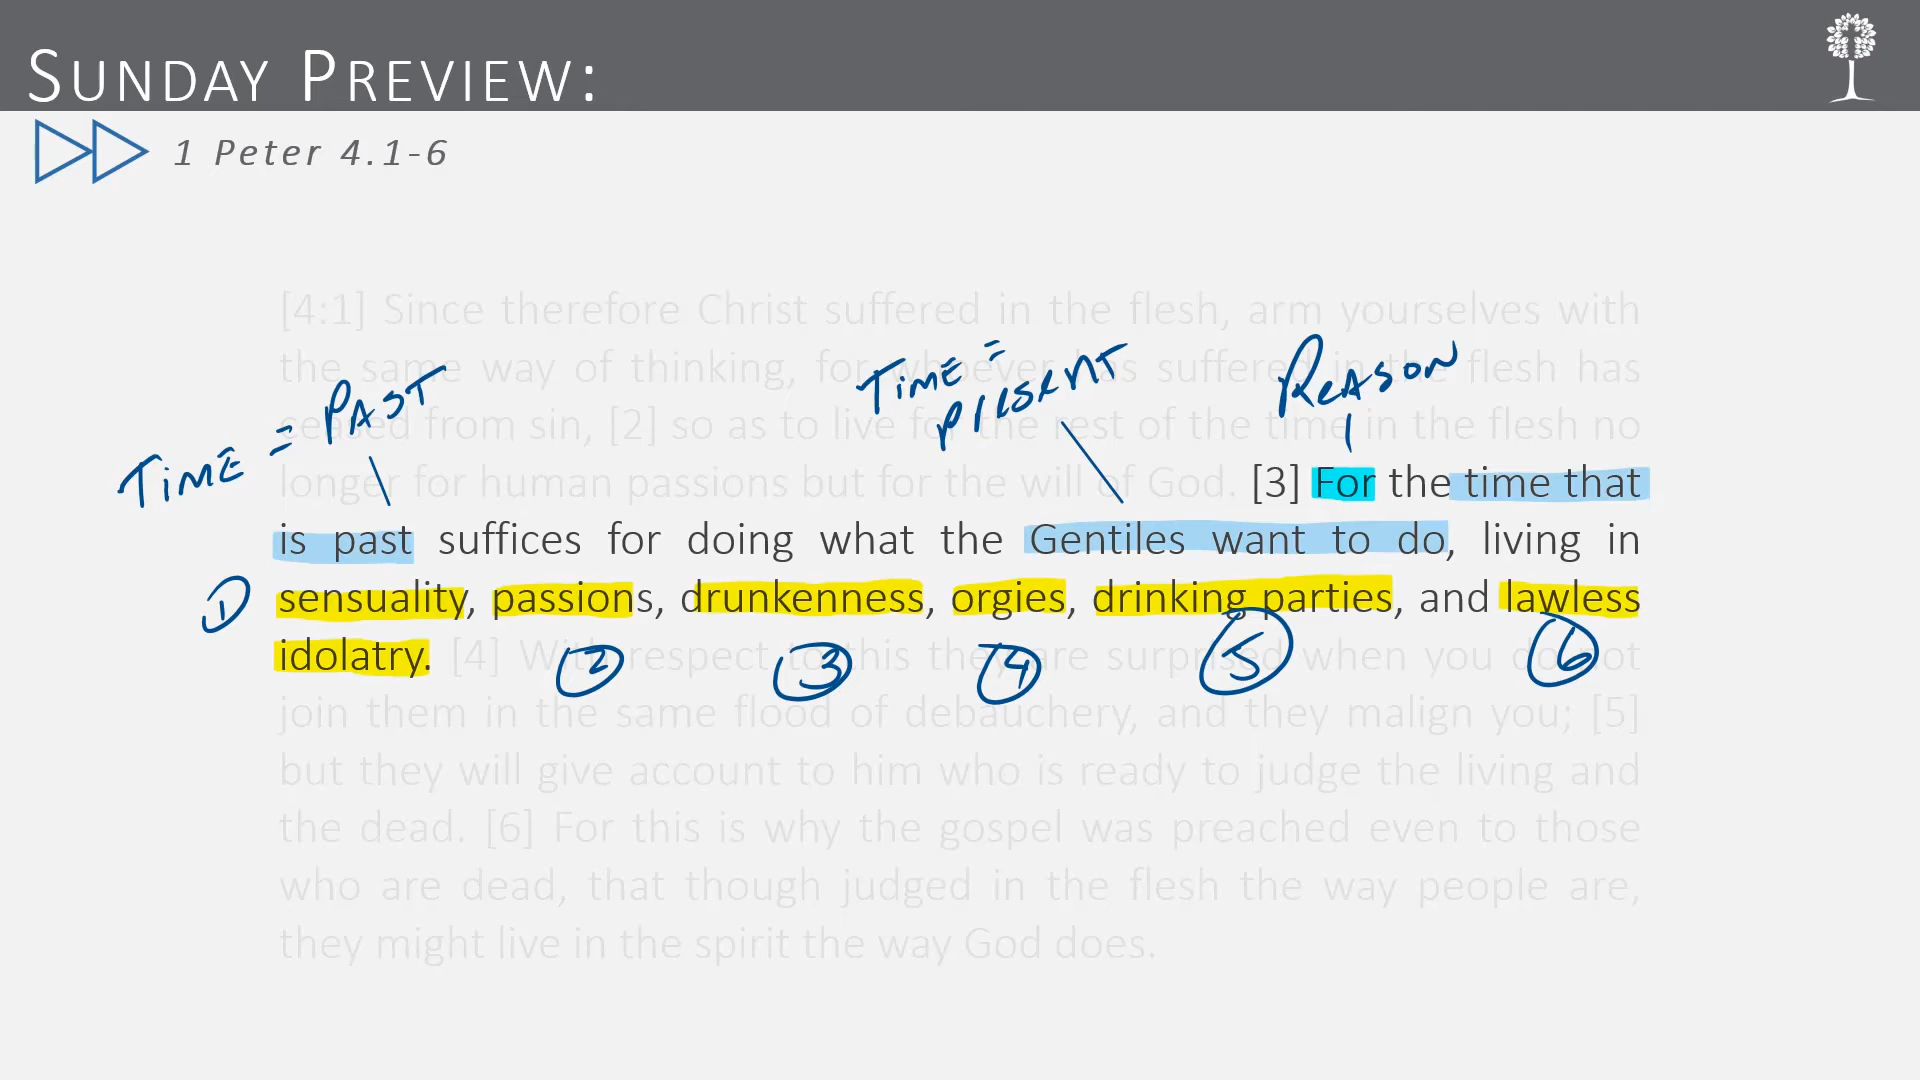 SUNDAY PREVIEW:
1 Peter 4.1-6
[4:1] Since therefore Christ suffered in the flesh, arm yourselves with
the same way of thinking, for whoever has suffered in the flesh has
ceased from sin, [2] so as to live for the rest of the time in the flesh no
longer for human passions but for the will of God. [3] For the time that
is past suffices for doing what the Gentiles want to do, living in
sensuality, passions, drunkenness, orgies, drinking parties, and lawless
idolatry. [4] With respect to this they are surprised when you do not
join them in the same flood of debauchery, and they malign you; [5]
but they will give account to him who is ready to judge the living and
the dead. [6] For this is why the gospel was preached even to those
who are dead, that though judged in the flesh the way people are,
they might live in the spirit the way God does.
TIME = PAST
TIME =
PRESENT
REASON
1
2
3
4
5
6